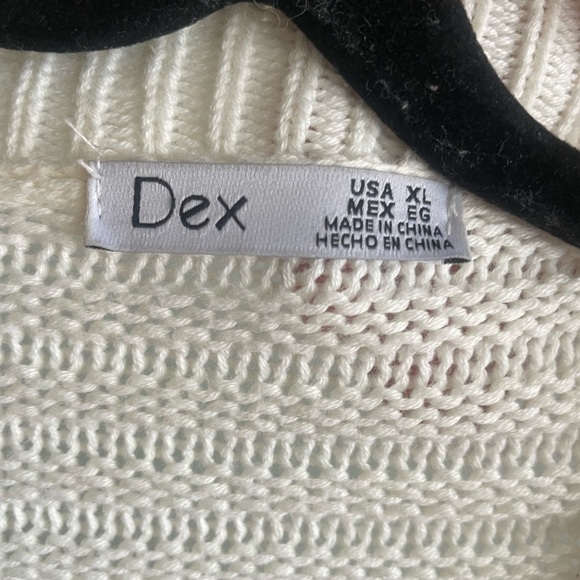 Dex
USA XL
MEX EG
MADE IN CHINA
HECHO EN CHINA